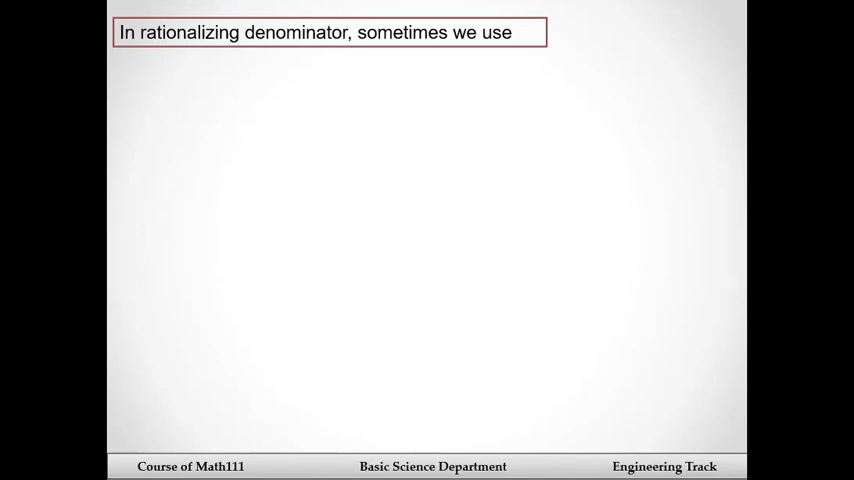 In rationalizing denominator, sometimes we use
Course of Math111 Basic Science Department Engineering Track